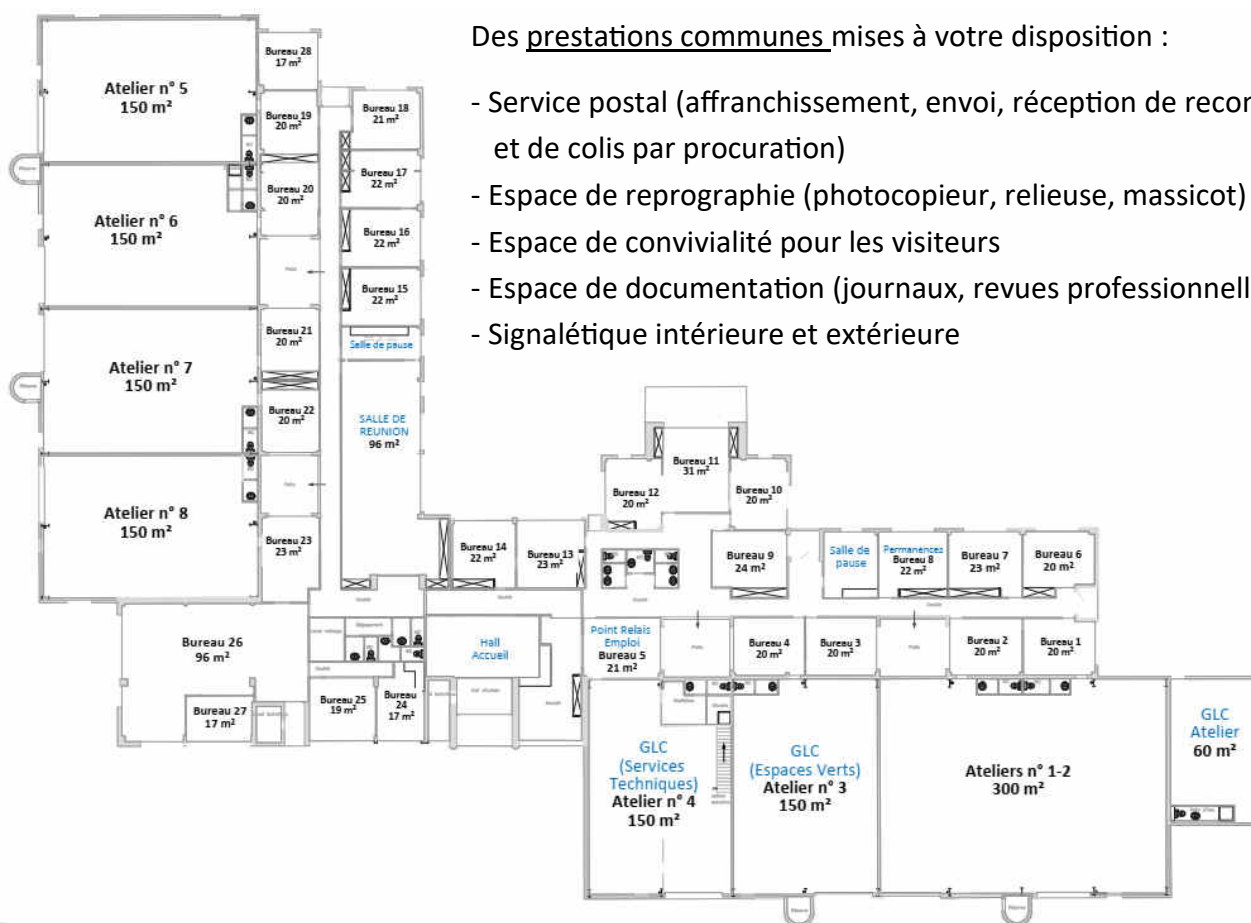 Des prestations communes mises à votre disposition :
- Service postal (affranchissement, envoi, réception de recom
et de colis par procuration)
- Espace de reprographie (photocopieur, relieuse, massicot)
- Espace de convivialité pour les visiteurs
- Espace de documentation (journaux, revues professionnell
- Signalétique intérieure et extérieure
Atelier n° 5
150 m²
Atelier n° 6
150 m²
Atelier n° 7
150 m²
Atelier n° 8
150 m²
Bureau 28
17 m²
Bureau 19
20 m²
Bureau 20
20 m²
Patio
Bureau 21
20 m²
Bureau 22
20 m²
Patio
Bureau 23
23 m²
Bureau 18
21 m²
Bureau 17
22 m²
Bureau 16
22 m²
Bureau 15
22 m²
Salle de pause
SALLE DE
REUNION
96 m²
Bureau 14
22 m²
Bureau 13
23 m²
Bureau 12
20 m²
Bureau 11
31 m²
Bureau 10
20 m²
Bureau 9
24 m²
Salle de
pause
Permanences
Bureau 8
22 m²
Bureau 7
23 m²
Bureau 6
20 m²
Bureau 26
96 m²
Bureau 27
17 m²
Bureau 25
19 m²
Bureau
24
17 m²
Hall
Accueil
Point Relais
Emploi
Bureau 5
21 m²
Patio
Bureau 4
20 m²
Bureau 3
20 m²
Patio
Bureau 2
20 m²
Bureau 1
20 m²
GLC
(Services
Techniques)
Atelier n° 4
150 m²
GLC
(Espaces Verts)
Atelier n° 3
150 m²
Ateliers n° 1-2
300 m²
GLC
Atelier
60 m²